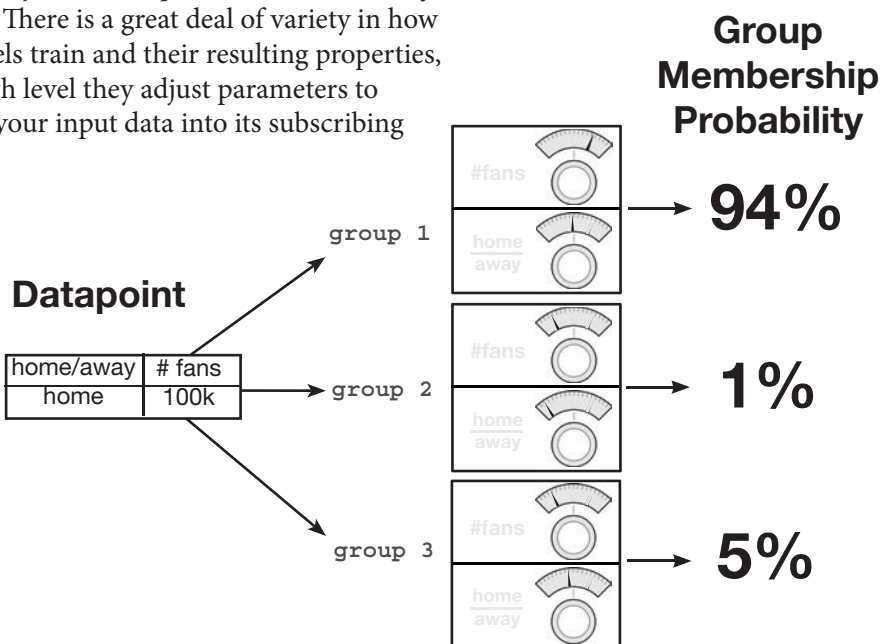 There is a great deal of variety in how
els train and their resulting properties,
h level they adjust parameters to
your input data into its subscribing
Group
Membership
Probability
Datapoint
home/away # fans
home 100k
group 1
#fans
home
away
94%
group 2
#fans
home
away
1%
group 3
#fans
home
away
5%